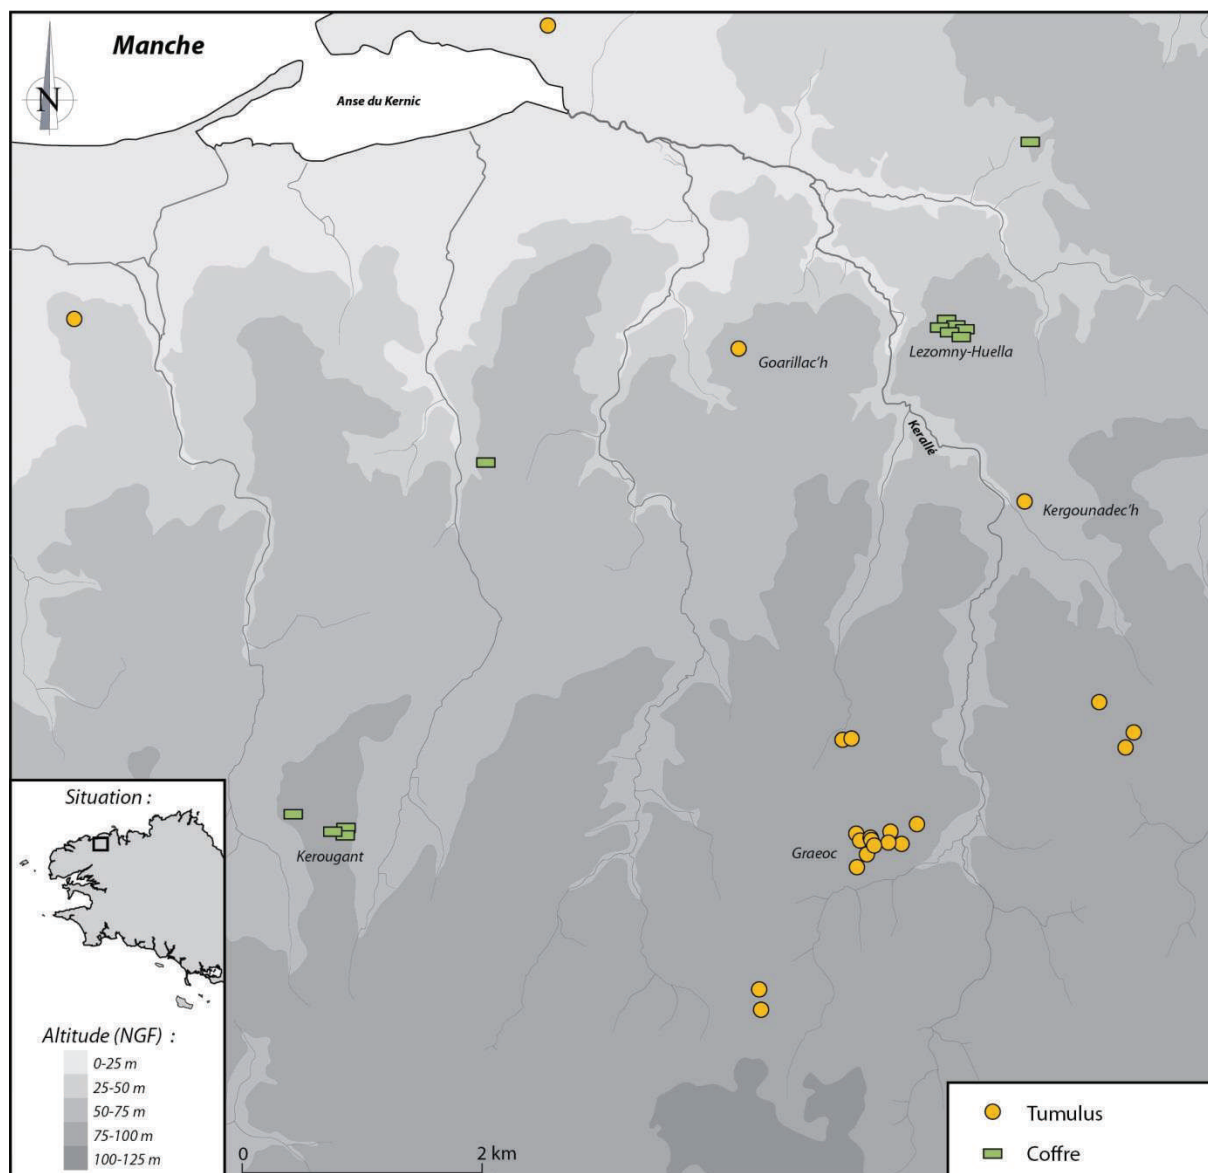 Manche
Anse du Kernic
N
Lezomny-Huella
Goarillac'h
Kerallé
Kergounadec'h
Situation :
Kerougant
Graeoc
Altitude (NGF) :
0-25 m
25-50 m
50-75 m
75-100 m
100-125 m
0
2 km
Tumulus
Coffre